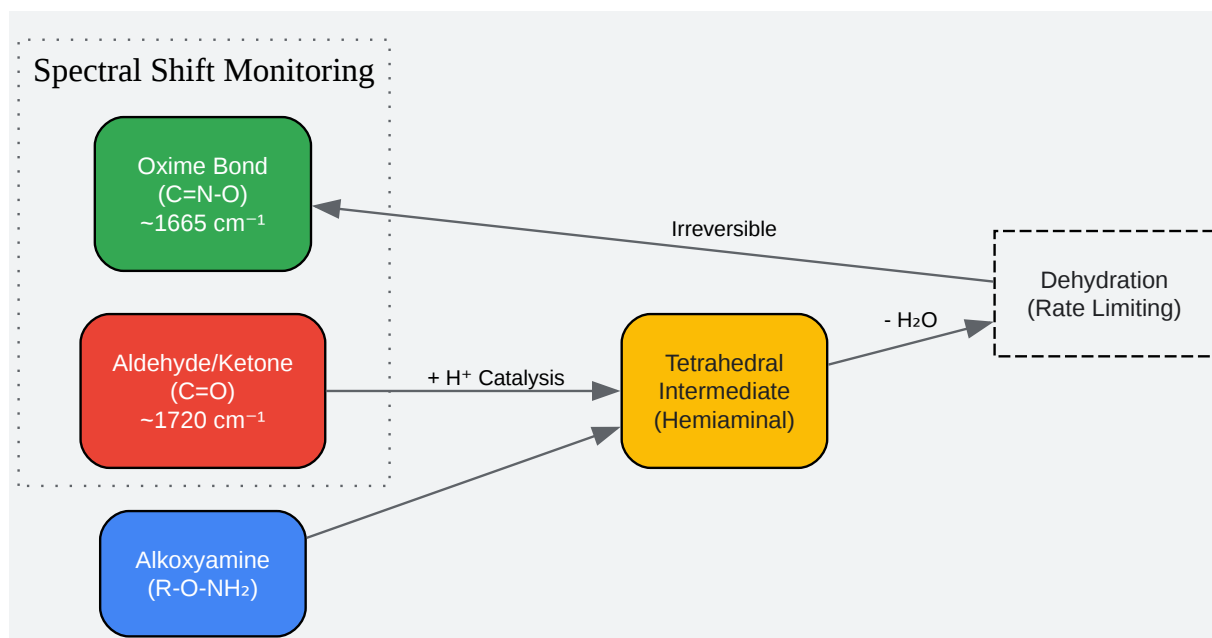 Spectral Shift Monitoring
Oxime Bond
(C=N-O)
~1665 cm⁻¹
Irreversible
Dehydration
(Rate Limiting)
- H₂O
Aldehyde/Ketone
(C=O)
~1720 cm⁻¹
+ H⁺ Catalysis
Tetrahedral
Intermediate
(Hemiaminal)
Alkoxyamine
(R-O-NH₂)